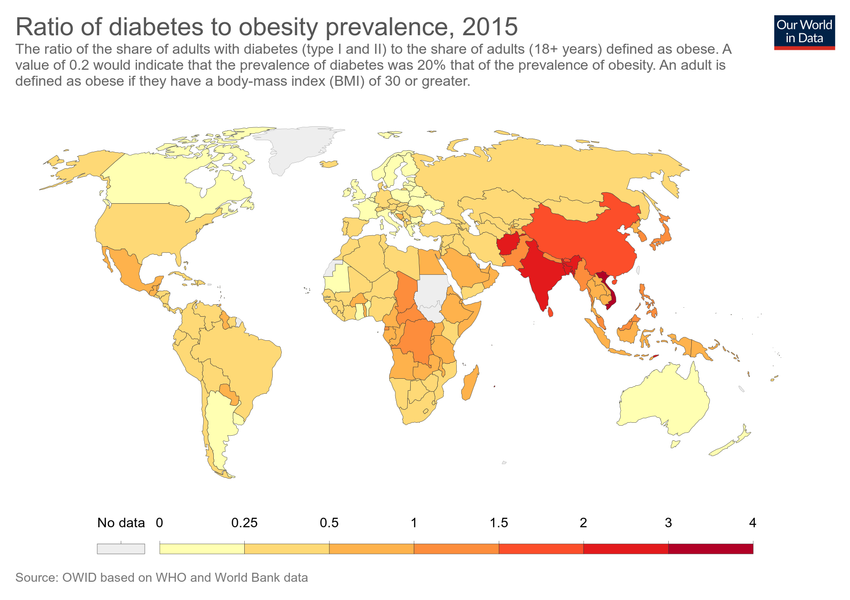 Ratio of diabetes to obesity prevalence, 2015
Our World
in Data
The ratio of the share of adults with diabetes (type I and II) to the share of adults (18+ years) defined as obese. A
value of 0.2 would indicate that the prevalence of diabetes was 20% that of the prevalence of obesity. An adult is
defined as obese if they have a body-mass index (BMI) of 30 or greater.
No data 0 0.25 0.5 1 1.5 2 3 4
Source: OWID based on WHO and World Bank data